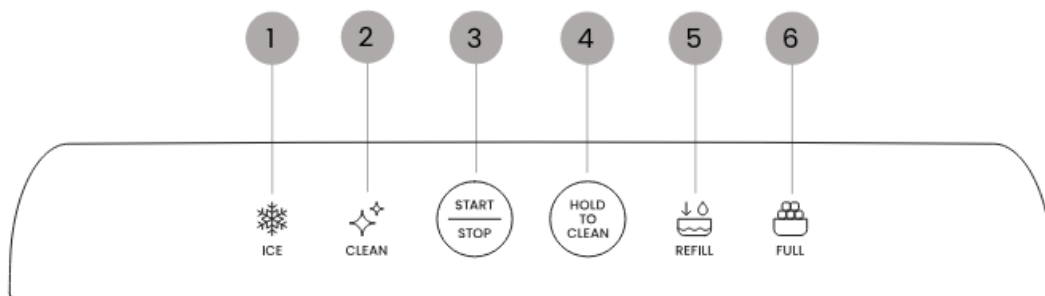 1 2 3 4 5 6
START
STOP
HOLD
TO
CLEAN
ICE
CLEAN
REFILL
FULL